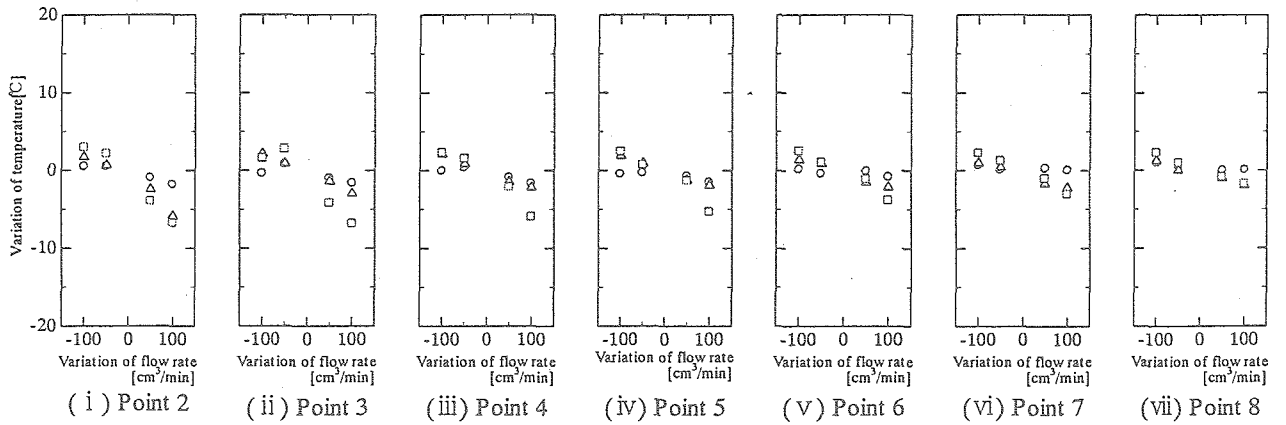 20
10
0
-10
-20
Variation of temperature[℃]
-100 0 100
-100 0 100
-100 0 100
-100 0 100
-100 0 100
-100 0 100
-100 0 100
Variation of flow rate
[cm³/min]
Variation of flow rate
[cm³/min]
Variation of flow rate
[cm³/min]
Variation of flow rate
[cm³/min]
Variation of flow rate
[cm³/min]
Variation of flow rate
[cm³/min]
Variation of flow rate
[cm³/min]
(i) Point 2
(ii) Point 3
(iii) Point 4
(iv) Point 5
(v) Point 6
(vi) Point 7
(vii) Point 8